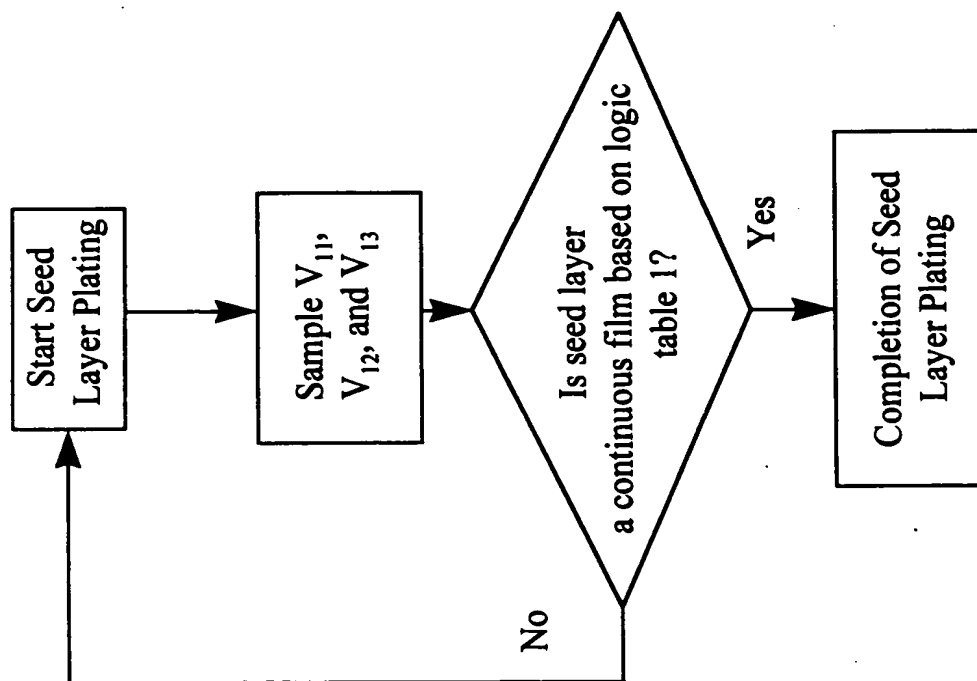 Start Seed
Layer Plating
Sample V₁₁,
V₁₂, and V₁₃
Is seed layer
a continuous film based on logic
table 1?
No
Yes
Completion of Seed
Layer Plating